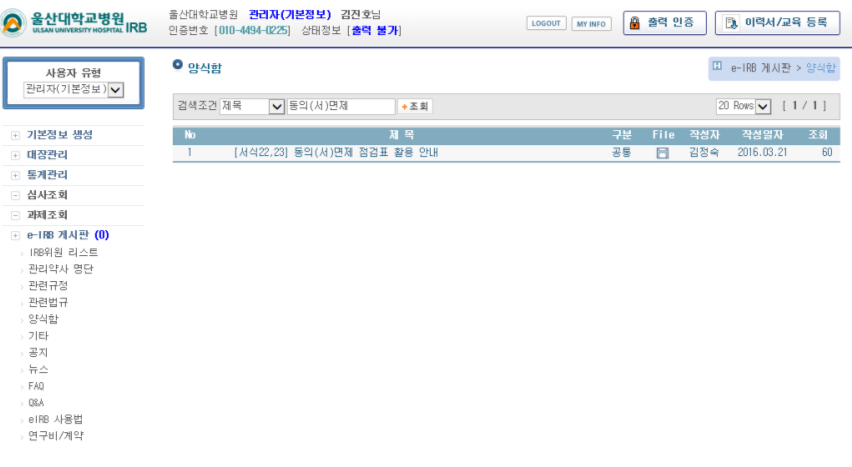 울산대학교병원 IRB
ULSAN UNIVERSITY HOSPITAL
울산대학교병원 관리자(기본정보) 김진호님
인증번호 [010-4494-0225] 상태정보 [출력 불가]
LOGOUT MY INFO 출력 인증 이력서/교육 등록
사용자 유형
관리자(기본정보)
양식함
e-IRB 게시판 > 양식함
검색조건 제목 동의(서)면제 +조회
20 Rows [ 1 / 1 ]
No 제 목 구분 File 작성자 작성일자 조회
1 [서식22,23] 동의(서)면제 점검표 활용 안내 공통 김정숙 2016.03.21 60
기본정보 생성
대장관리
통계관리
심사조회
과제조회
e-IRB 게시판 (0)
IRB위원 리스트
관리약사 명단
관련규정
관련법규
양식함
기타
공지
뉴스
FAQ
Q&A
eIRB 사용법
연구비/계약